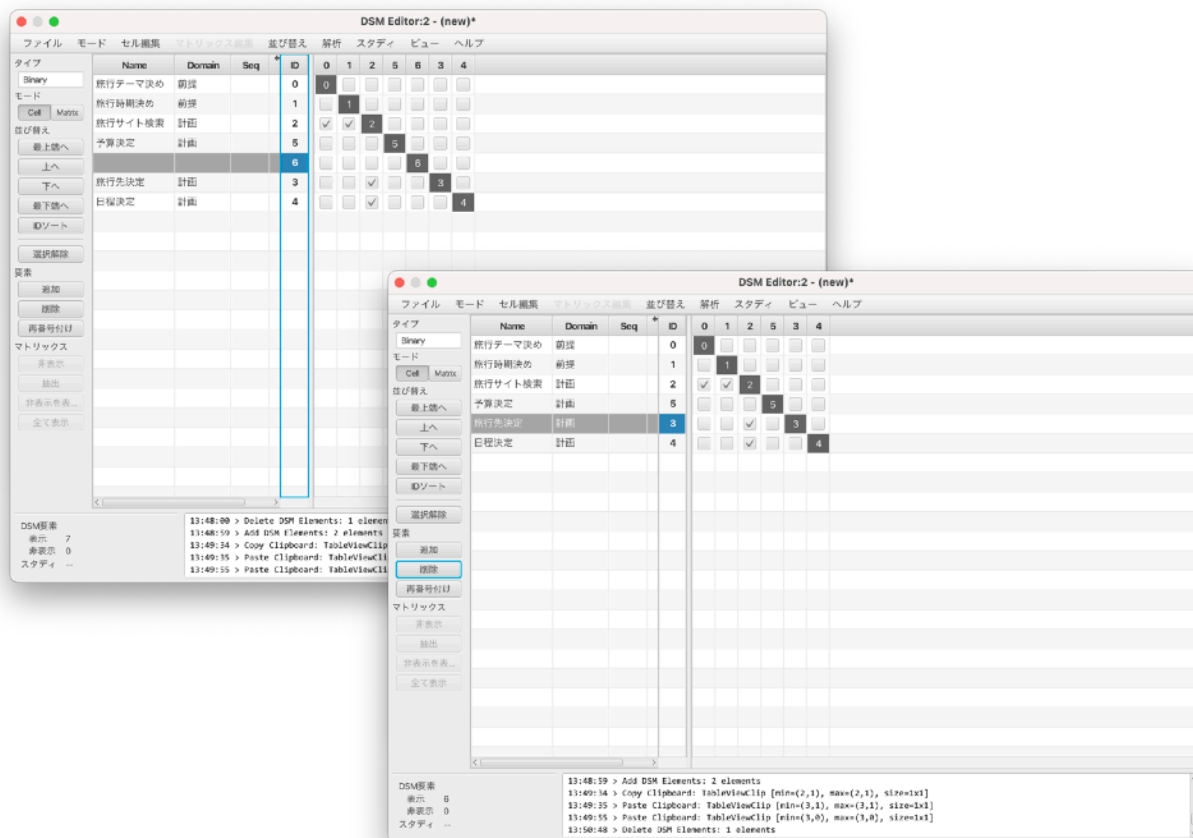 DSM Editor:2 - (new)*
ファイル モード セル編集 マトリックス編集 並び替え 解析 スタディ ビュー ヘルプ
タイプ
Binary
モード
Cell Matrix
並び替え
最上端へ
上へ
下へ
最下端へ
IDソート
選択解除
要素
追加
削除
再番号付け
マトリックス
非表示
抽出
非表示を表...
全て表示
Name Domain Seq ID 0 1 2 5 6 3 4
旅行テーマ決め 前提 0 0
旅行時期決め 前提 1 1
旅行サイト検索 計画 2 2
予算決定 計画 5 5
6 6
旅行先決定 計画 3 3
日程決定 計画 4 4
DSM要素
表示 7
非表示 0
スタディ --
13:48:00 > Delete DSM Elements: 1 elemen
13:48:59 > Add DSM Elements: 2 elements
13:49:34 > Copy Clipboard: TableViewClip
13:49:35 > Paste Clipboard: TableViewCli
13:49:55 > Paste Clipboard: TableViewCli
DSM Editor:2 - (new)*
ファイル モード セル編集 マトリックス編集 並び替え 解析 スタディ ビュー ヘルプ
タイプ
Binary
モード
Cell Matrix
並び替え
最上端へ
上へ
下へ
最下端へ
IDソート
選択解除
要素
追加
削除
再番号付け
マトリックス
非表示
抽出
非表示を表...
全て表示
Name Domain Seq ID 0 1 2 5 3 4
旅行テーマ決め 前提 0 0
旅行時期決め 前提 1 1
旅行サイト検索 計画 2 2
予算決定 計画 5 5
旅行先決定 計画 3 3
日程決定 計画 4 4
DSM要素
表示 6
非表示 0
スタディ --
13:48:59 > Add DSM Elements: 2 elements
13:49:34 > Copy Clipboard: TableViewClip [min=(2,1), max=(2,1), size=1x1]
13:49:35 > Paste Clipboard: TableViewClip [min=(3,1), max=(3,1), size=1x1]
13:49:55 > Paste Clipboard: TableViewClip [min=(3,0), max=(3,0), size=1x1]
13:50:48 > Delete DSM Elements: 1 elements